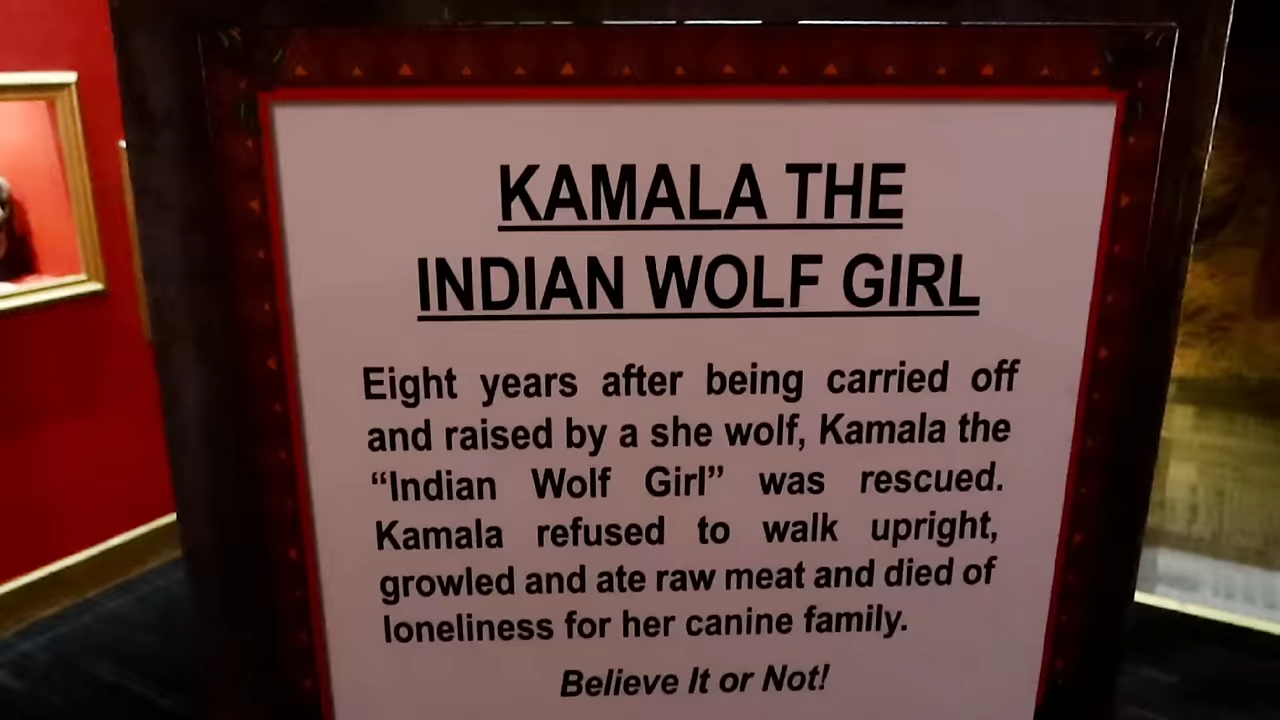 KAMALA THE
INDIAN WOLF GIRL
Eight years after being carried off
and raised by a she wolf, Kamala the
“Indian Wolf Girl” was rescued.
Kamala refused to walk upright,
growled and ate raw meat and died of
loneliness for her canine family.
Believe It or Not!